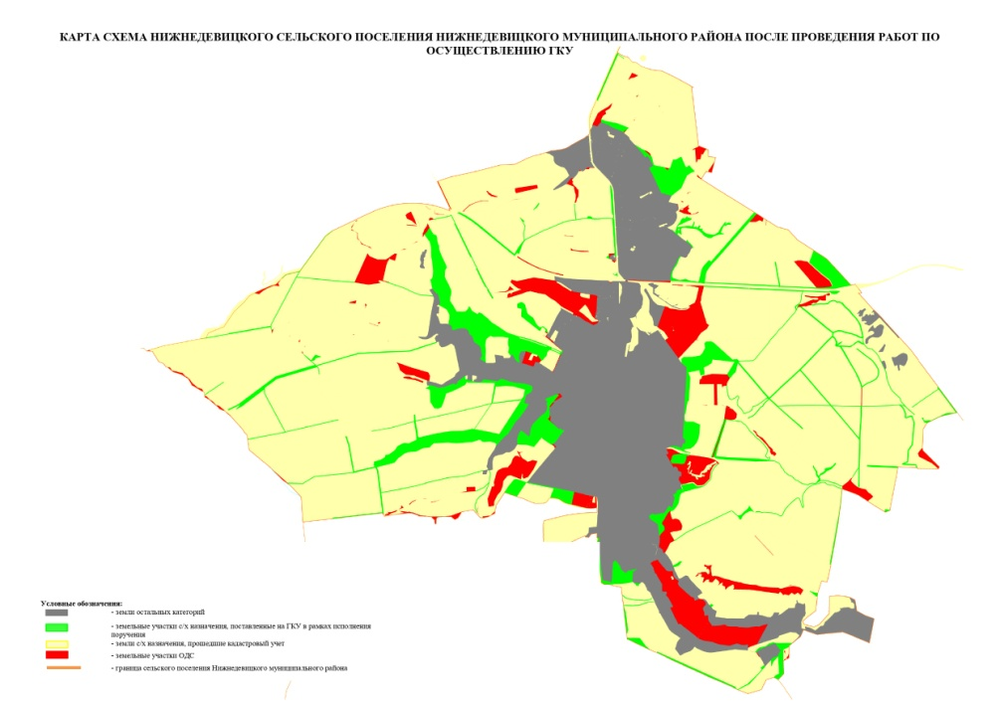 КАРТА СХЕМА НИЖНЕДЕВИЦКОГО СЕЛЬСКОГО ПОСЕЛЕНИЯ НИЖНЕДЕВИЦКОГО МУНИЦИПАЛЬНОГО РАЙОНА ПОСЛЕ ПРОВЕДЕНИЯ РАБОТ ПО
ОСУЩЕСТВЛЕНИЮ ГКУ
Условные обозначения:
- земли остальных категорий
- земельные участки с/х назначения, поставленные на ГКУ в рамках исполнения
поручения
- земли с/х назначения, прошедшие кадастровый учет
- земельные участки ОДС
- граница сельского поселения Нижнедевицкого муниципального района